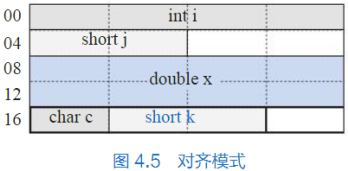 00 int i
04 short j
08
double x
12
16 char c short k
图 4.5 对齐模式